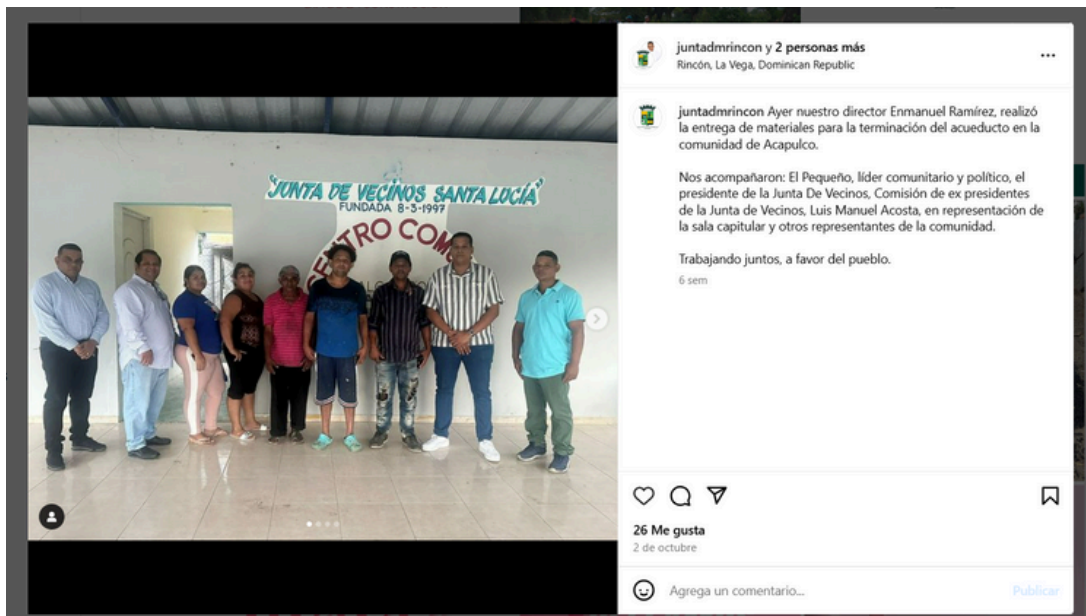 "JUNTA DE VECINOS SANTA LUCÍA"
FUNDADA 8-3-1997
CENTRO COM
juntadmrincon y 2 personas más
Rincón, La Vega, Dominican Republic
juntadmrincon Ayer nuestro director Enmanuel Ramírez, realizó
la entrega de materiales para la terminación del acueducto en la
comunidad de Acapulco.
Nos acompañaron: El Pequeño, líder comunitario y político, el
presidente de la Junta De Vecinos, Comisión de ex presidentes
de la Junta de Vecinos, Luis Manuel Acosta, en representación de
la sala capitular y otros representantes de la comunidad.
Trabajando juntos, a favor del pueblo.
6 sem
26 Me gusta
2 de octubre
Agrega un comentario...
Publicar